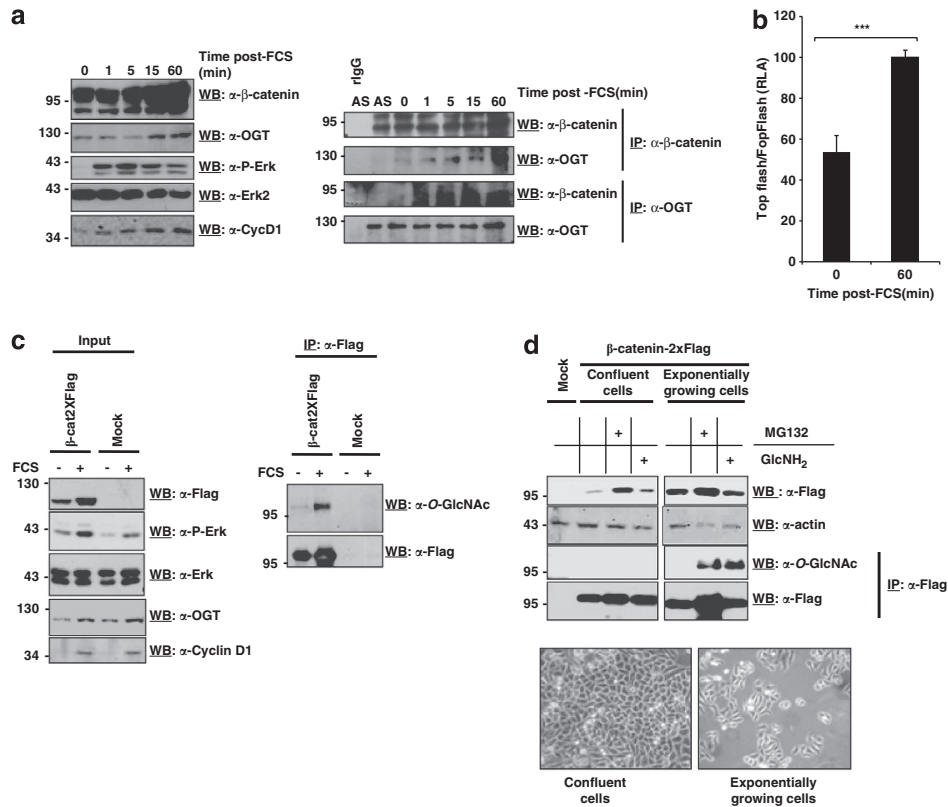 a
Time post-FCS
(min)
0 1 5 15 60
95 -
WB: α-β-catenin
130 -
WB: α-OGT
43 -
WB: α-P-Erk
43 -
WB: α-Erk2
34 -
WB: α-CycD1
rIgG
AS AS 0 1 5 15 60
Time post -FCS(min)
95 -
WB: α-β-catenin
130 -
WB: α-OGT
IP: α-β-catenin
95 -
WB: α-β-catenin
130 -
WB: α-OGT
IP: α-OGT
b
***
Top flash/FopFlash (RLA)
120
100
80
60
40
20
0
0 60
Time post-FCS(min)
c
Input
β-cat2XFlag
Mock
FCS - + - +
130 -
WB: α-Flag
43 -
WB: α-P-Erk
43 -
WB: α-Erk
130 -
WB: α-OGT
34 -
WB: α-Cyclin D1
IP: α-Flag
β-cat2XFlag
Mock
FCS - + - +
95 -
WB: α-O-GlcNAc
95 -
WB: α-Flag
d
β-catenin-2xFlag
Mock
Confluent
cells
Exponentially
growing cells
+ + MG132
+ + GlcNH2
95 -
WB : α-Flag
43 -
WB: α-actin
95 -
WB: α-O-GlcNAc
95 -
WB: α-Flag
IP: α-Flag
Confluent
cells
Exponentially
growing cells